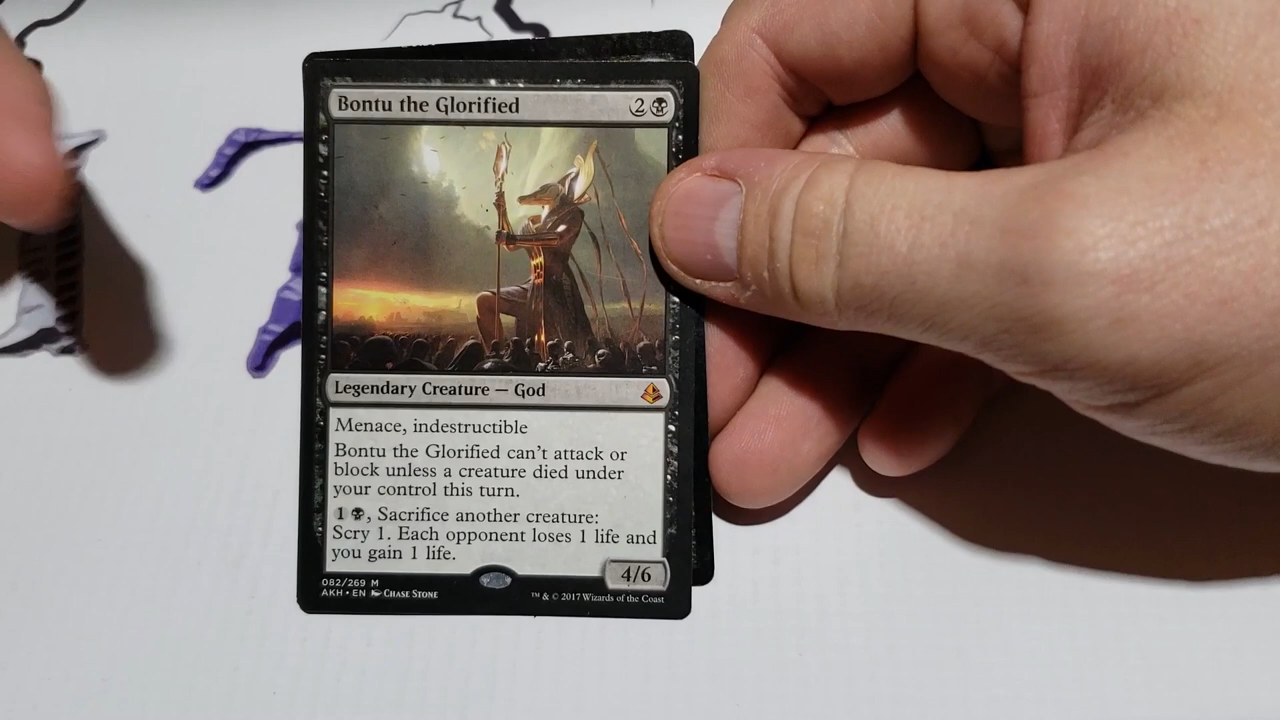 Bontu the Glorified 2
Legendary Creature — God
Menace, indestructible
Bontu the Glorified can't attack or
block unless a creature died under
your control this turn.
1 , Sacrifice another creature:
Scry 1. Each opponent loses 1 life and
you gain 1 life.
4/6
082/269 M
AKH • EN CHASE STONE
™ & © 2017 Wizards of the Coast